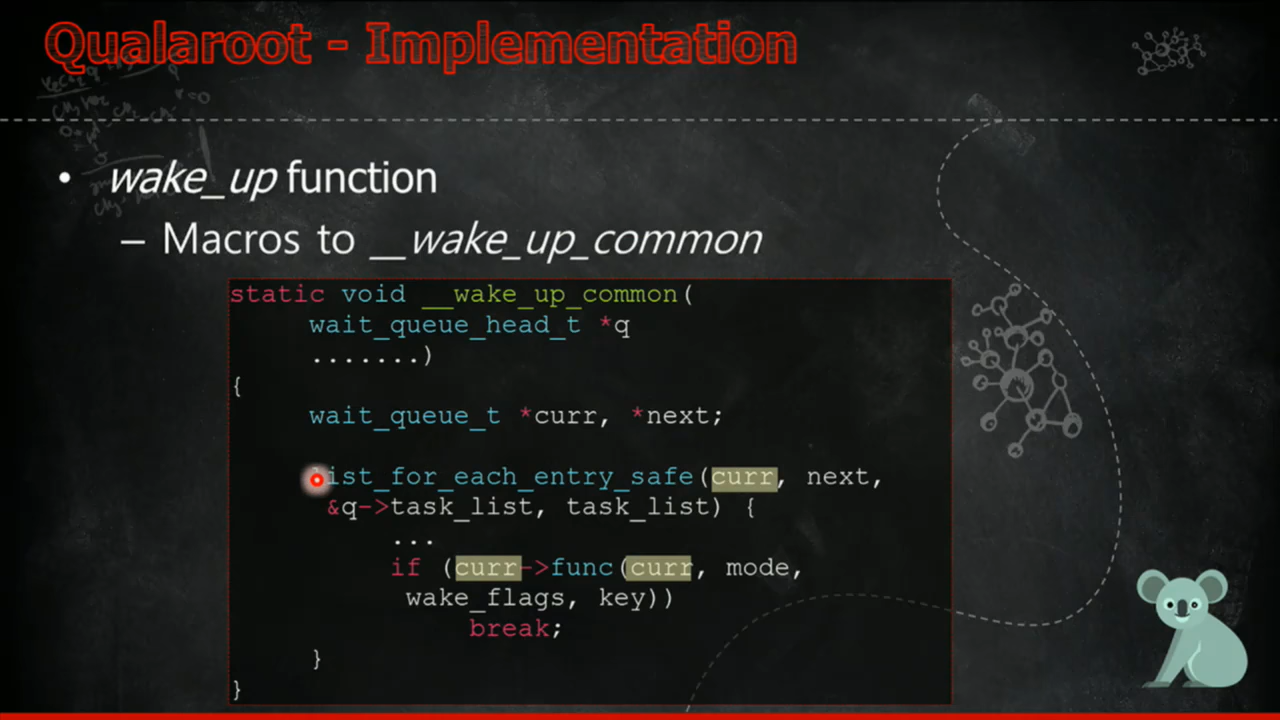 Qualaroot - Implementation
• wake_up function
– Macros to __wake_up_common
static void __wake_up_common(
wait_queue_head_t *q
.......)
{
wait_queue_t *curr, *next;
list_for_each_entry_safe(curr, next,
&q->task_list, task_list) {
...
if (curr->func(curr, mode,
wake_flags, key))
break;
}
}